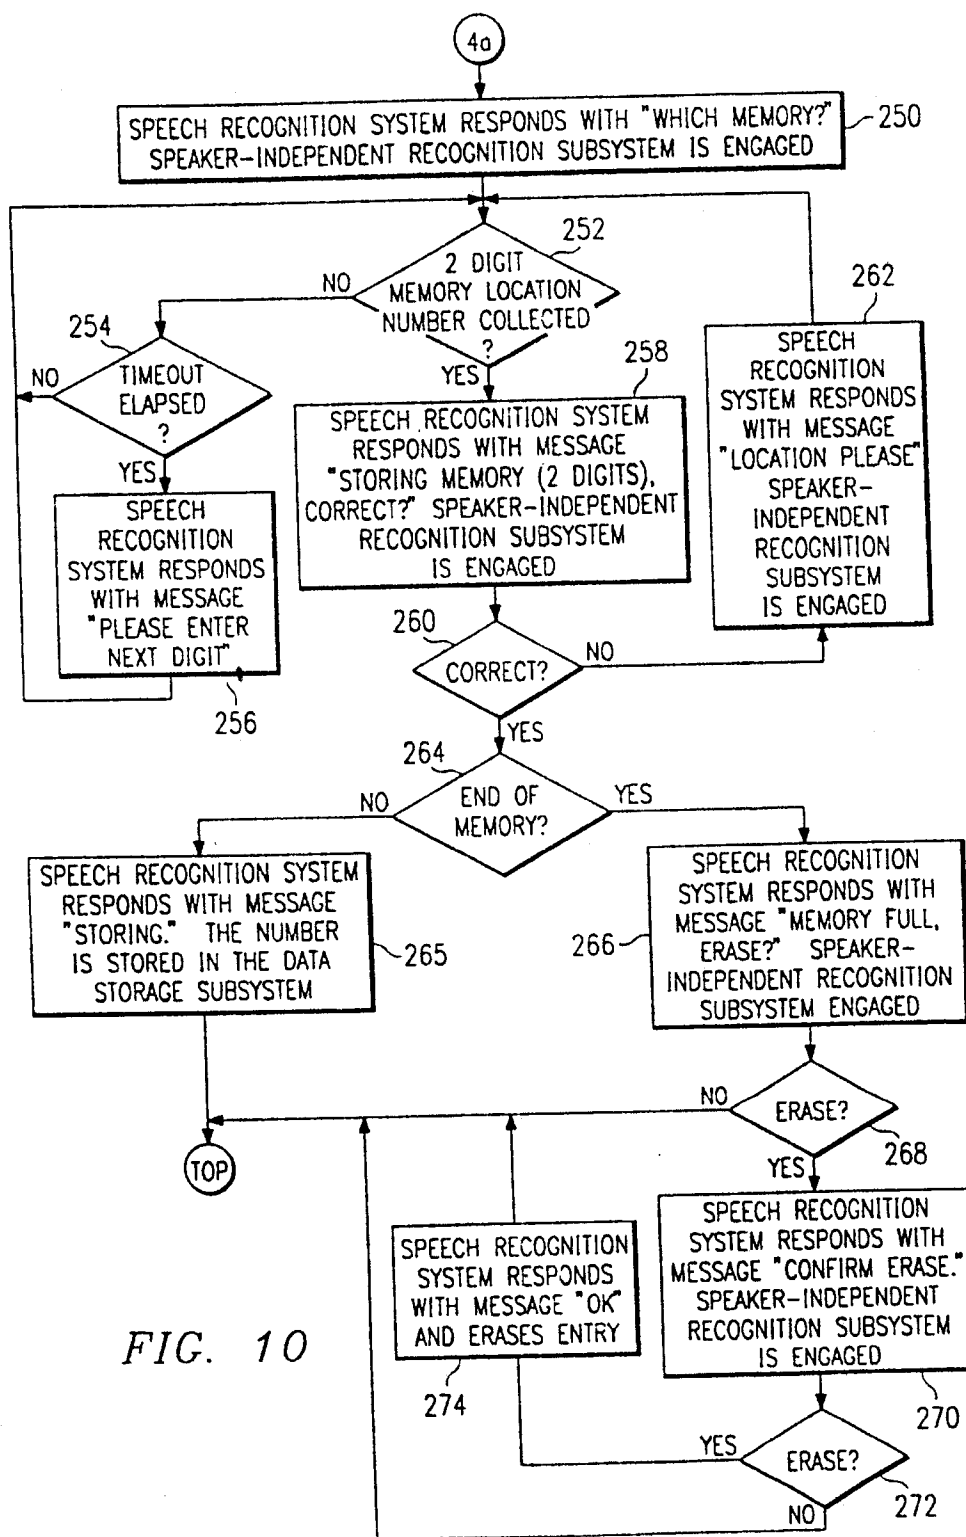 4a
SPEECH RECOGNITION SYSTEM RESPONDS WITH "WHICH MEMORY?"
SPEAKER-INDEPENDENT RECOGNITION SUBSYSTEM IS ENGAGED
250
2 DIGIT
MEMORY LOCATION
NUMBER COLLECTED
?
252
NO
YES
254
TIMEOUT
ELAPSED
?
NO
YES
SPEECH
RECOGNITION
SYSTEM RESPONDS
WITH MESSAGE
"PLEASE ENTER
NEXT DIGIT"
256
258
SPEECH RECOGNITION SYSTEM
RESPONDS WITH MESSAGE
"STORING MEMORY (2 DIGITS),
CORRECT?" SPEAKER-INDEPENDENT
RECOGNITION SUBSYSTEM
IS ENGAGED
262
SPEECH
RECOGNITION
SYSTEM RESPONDS
WITH MESSAGE
"LOCATION PLEASE"
SPEAKER-
INDEPENDENT
RECOGNITION
SUBSYSTEM
IS ENGAGED
260
CORRECT?
NO
YES
264
END OF
MEMORY?
NO
YES
SPEECH RECOGNITION SYSTEM
RESPONDS WITH MESSAGE
"STORING." THE NUMBER
IS STORED IN THE DATA
STORAGE SUBSYSTEM
265
266
SPEECH RECOGNITION
SYSTEM RESPONDS WITH
MESSAGE "MEMORY FULL,
ERASE?" SPEAKER-
INDEPENDENT RECOGNITION
SUBSYSTEM ENGAGED
NO
ERASE?
268
YES
TOP
SPEECH RECOGNITION
SYSTEM RESPONDS WITH
MESSAGE "CONFIRM ERASE."
SPEAKER-INDEPENDENT
RECOGNITION SUBSYSTEM
IS ENGAGED
270
SPEECH RECOGNITION
SYSTEM RESPONDS
WITH MESSAGE "OK"
AND ERASES ENTRY
274
FIG. 10
YES
ERASE?
272
NO